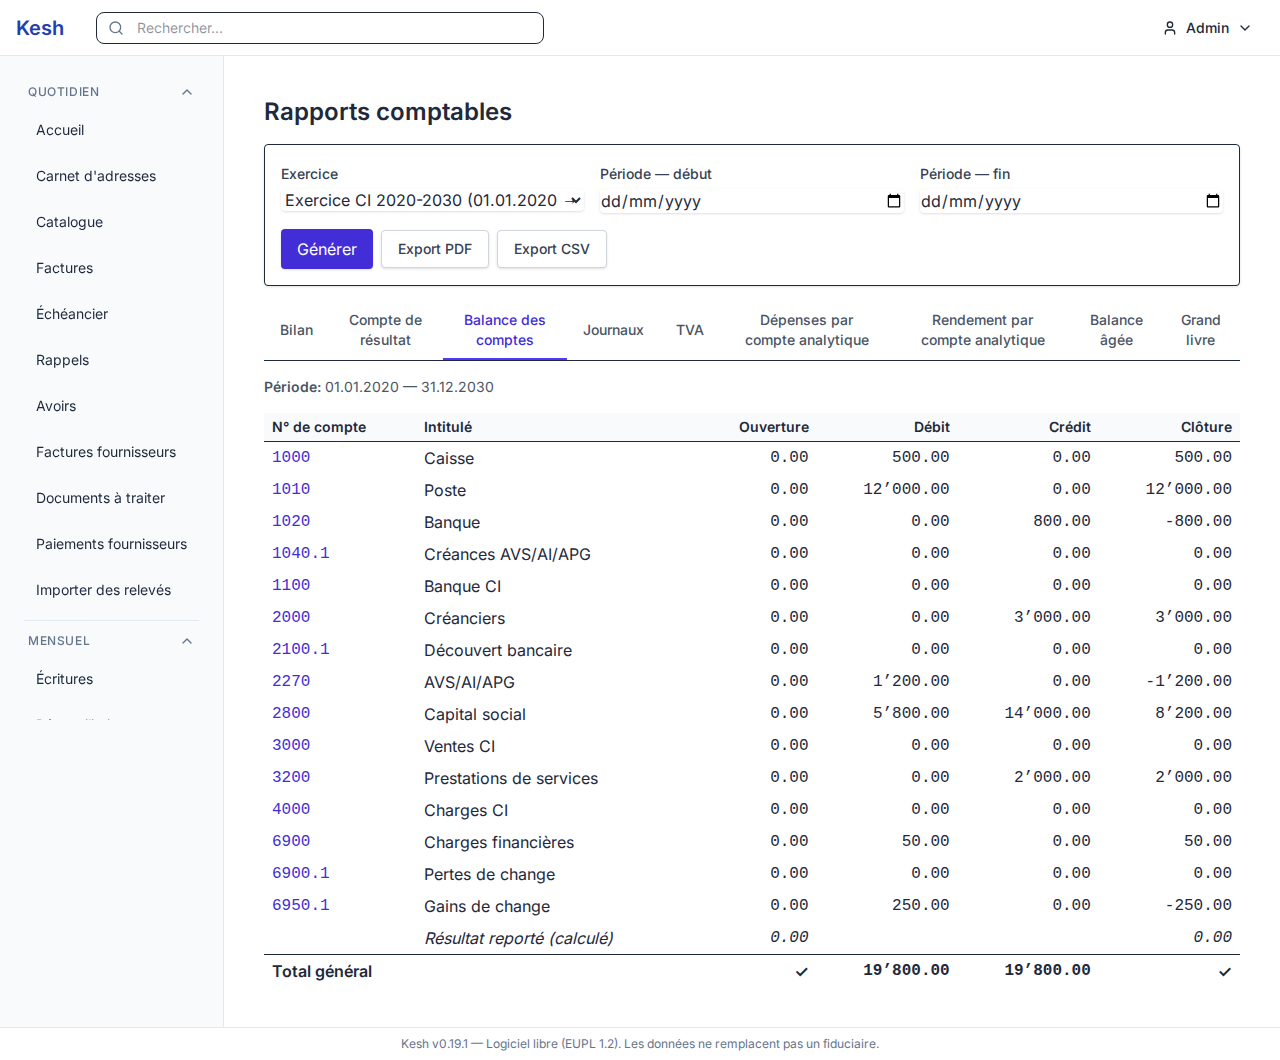 Kesh
Rechercher...
Admin
QUOTIDIEN
Accueil
Carnet d'adresses
Catalogue
Factures
Échéancier
Rappels
Avoirs
Factures fournisseurs
Documents à traiter
Paiements fournisseurs
Importer des relevés
MENSUEL
Écritures
Rapports comptables
Exercice
Période — début
Période — fin
Exercice CI 2020-2030 (01.01.2020
dd/mm/yyyy
dd/mm/yyyy
Générer
Export PDF
Export CSV
Bilan
Compte de résultat
Balance des comptes
Journaux
TVA
Dépenses par compte analytique
Rendement par compte analytique
Balance âgée
Grand livre
Période: 01.01.2020 — 31.12.2030
N° de compte Intitulé Ouverture Débit Crédit Clôture
1000 Caisse 0.00 500.00 0.00 500.00
1010 Poste 0.00 12’000.00 0.00 12’000.00
1020 Banque 0.00 0.00 800.00 -800.00
1040.1 Créances AVS/AI/APG 0.00 0.00 0.00 0.00
1100 Banque CI 0.00 0.00 0.00 0.00
2000 Créanciers 0.00 0.00 3’000.00 3’000.00
2100.1 Découvert bancaire 0.00 0.00 0.00 0.00
2270 AVS/AI/APG 0.00 1’200.00 0.00 -1’200.00
2800 Capital social 0.00 5’800.00 14’000.00 8’200.00
3000 Ventes CI 0.00 0.00 0.00 0.00
3200 Prestations de services 0.00 0.00 2’000.00 2’000.00
4000 Charges CI 0.00 0.00 0.00 0.00
6900 Charges financières 0.00 50.00 0.00 50.00
6900.1 Pertes de change 0.00 0.00 0.00 0.00
6950.1 Gains de change 0.00 250.00 0.00 -250.00
Résultat reporté (calculé) 0.00 0.00
Total général ✓ 19’800.00 19’800.00 ✓
Kesh v0.19.1 — Logiciel libre (EUPL 1.2). Les données ne remplacent pas un fiduciaire.